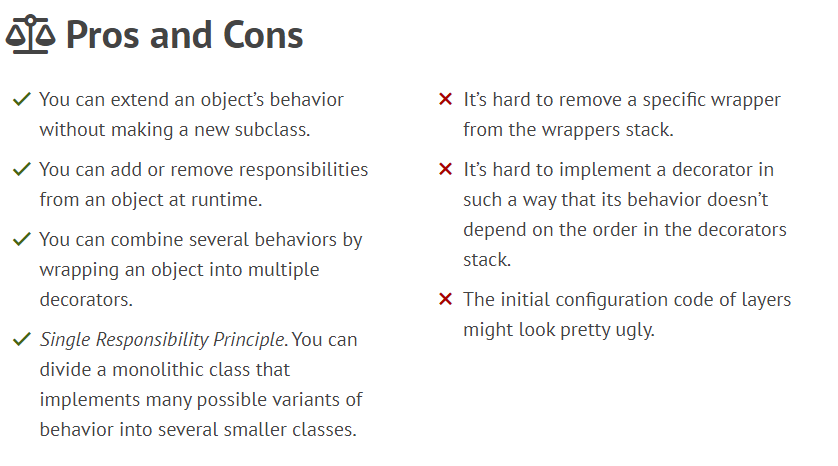 Pros and Cons
You can extend an object’s behavior
without making a new subclass.
You can add or remove responsibilities
from an object at runtime.
You can combine several behaviors by
wrapping an object into multiple
decorators.
Single Responsibility Principle. You can
divide a monolithic class that
implements many possible variants of
behavior into several smaller classes.
It’s hard to remove a specific wrapper
from the wrappers stack.
It’s hard to implement a decorator in
such a way that its behavior doesn’t
depend on the order in the decorators
stack.
The initial configuration code of layers
might look pretty ugly.